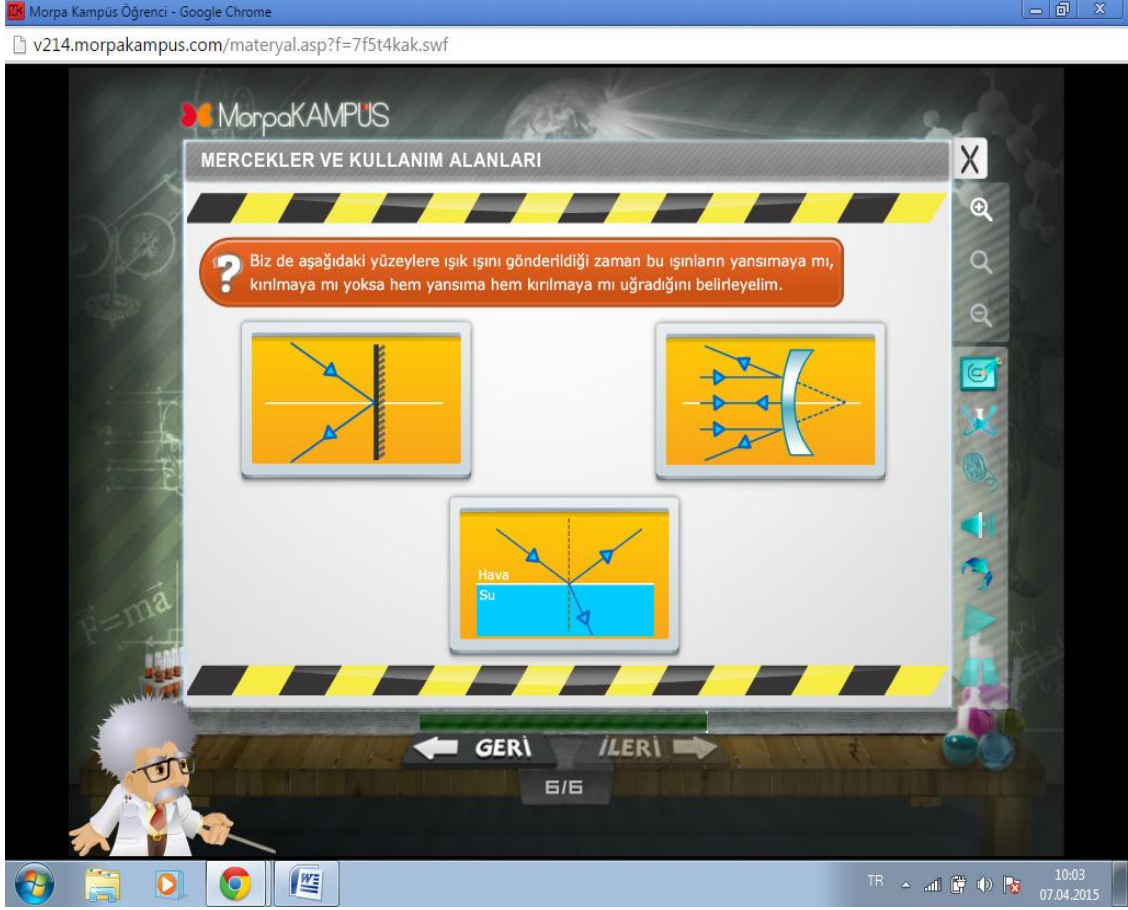 Morpa Kampüs Öğrenci - Google Chrome
v214.morpakampus.com/materyal.asp?f=7f5t4kak.swf
MorpaKAMPÜS
MERCEKLER VE KULLANIM ALANLARI
X
? Biz de aşağıdaki yüzeylere ışık ışını gönderildiği zaman bu ışınların yansımaya mı,
kırılmaya mı yoksa hem yansıma hem kırılmaya mı uğradığını belirleyelim.
Hava
Su
F=ma
GERİ İLERİ
6/6
TR 10:03
07.04.2015